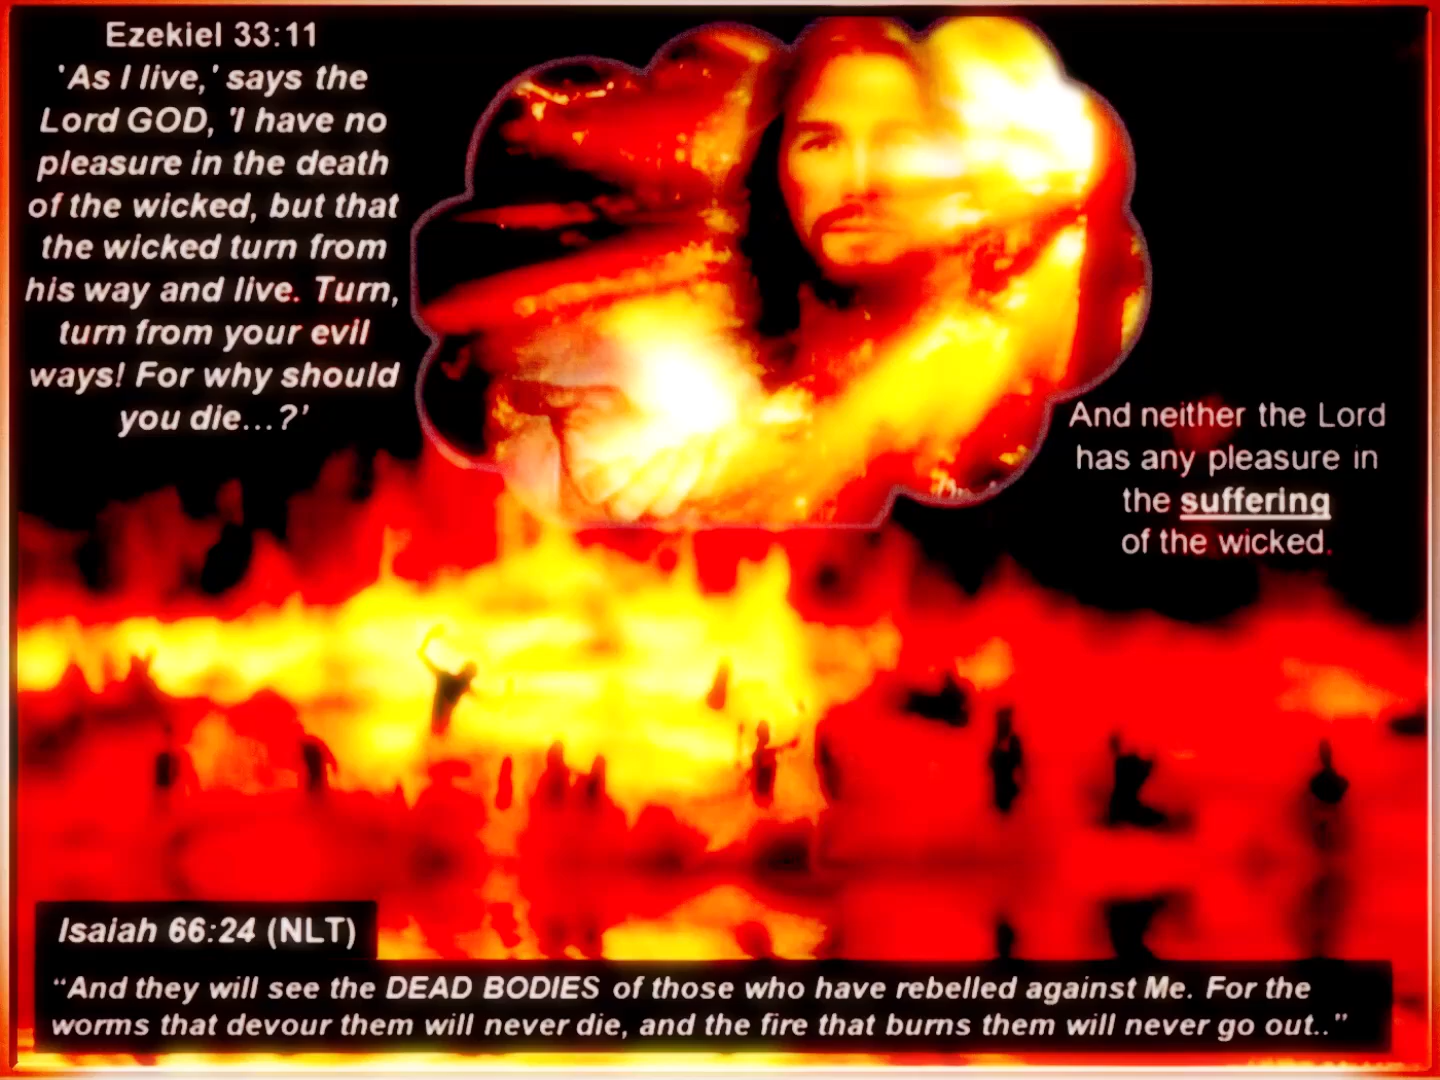 Ezekiel 33:11
'As I live,' says the
Lord GOD, 'I have no
pleasure in the death
of the wicked, but that
the wicked turn from
his way and live. Turn,
turn from your evil
ways! For why should
you die...?'
And neither the Lord
has any pleasure in
the suffering
of the wicked.
Isaiah 66:24 (NLT)
“And they will see the DEAD BODIES of those who have rebelled against Me. For the
worms that devour them will never die, and the fire that burns them will never go out..”